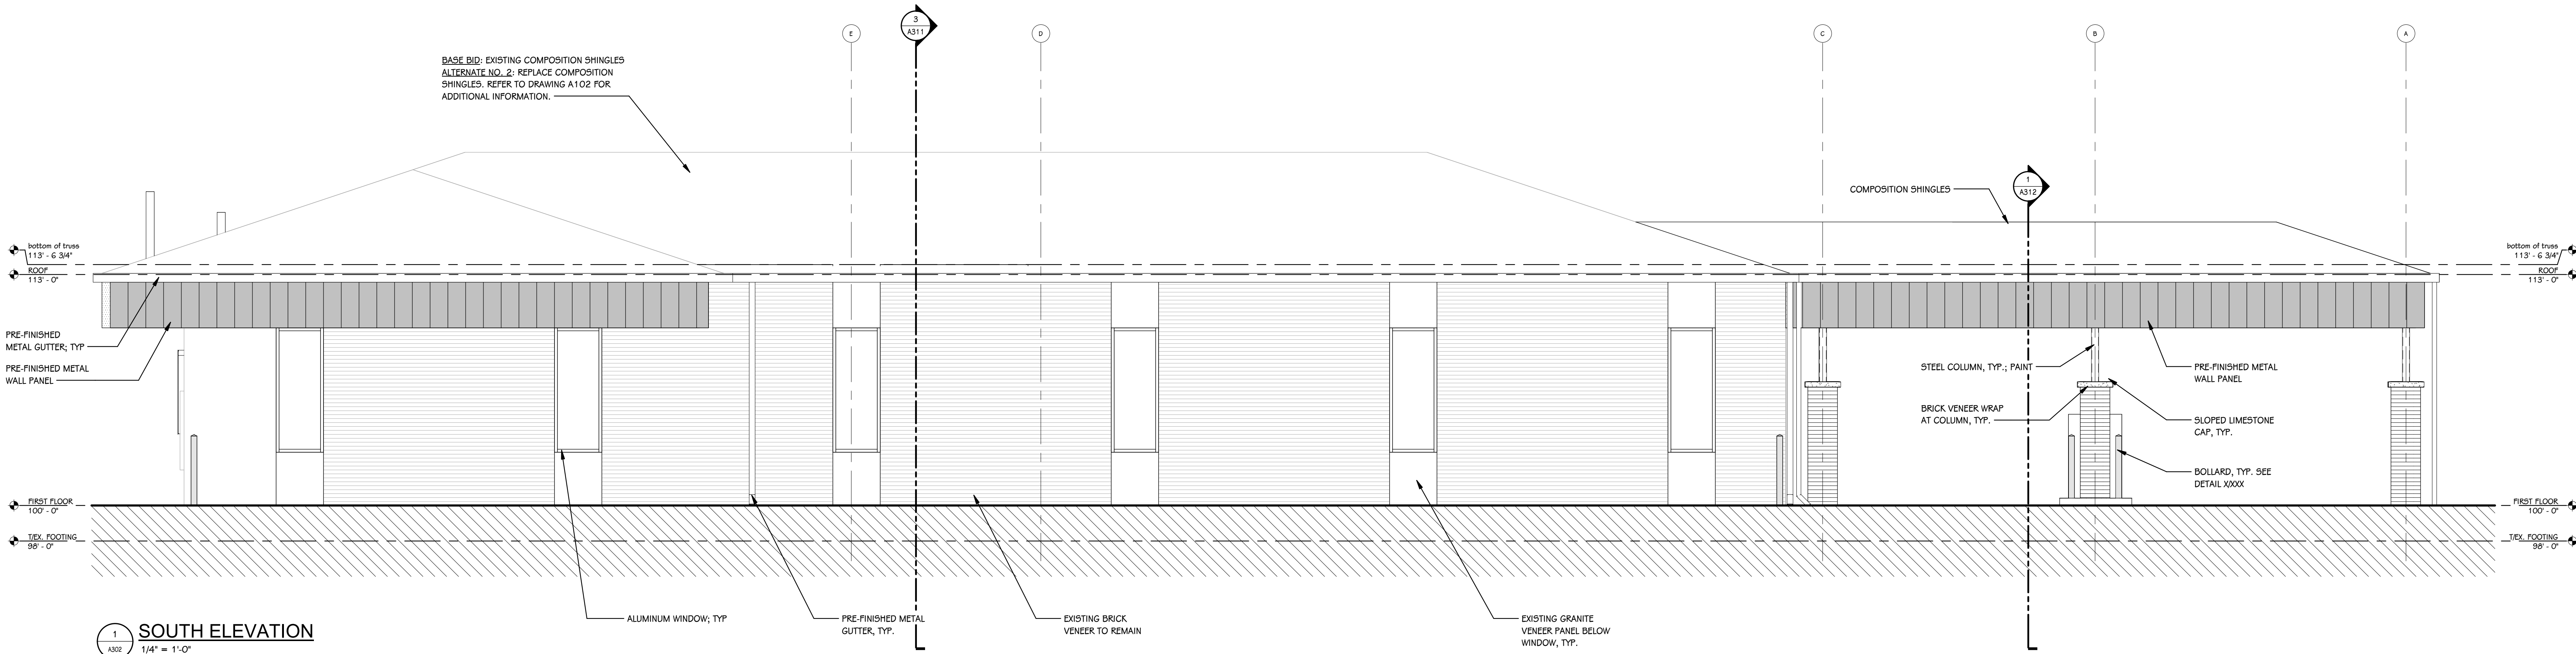 3
A311
E
D
C
B
A
BASE BID: EXISTING COMPOSITION SHINGLES
ALTERNATE NO. 2: REPLACE COMPOSITION
SHINGLES. REFER TO DRAWING A102 FOR
ADDITIONAL INFORMATION.
COMPOSITION SHINGLES
1
A312
bottom of truss
113' - 6 3/4"
ROOF
113' - 0"
bottom of truss
113' - 6 3/4"
ROOF
113' - 0"
PRE-FINISHED
METAL GUTTER; TYP
PRE-FINISHED METAL
WALL PANEL
STEEL COLUMN, TYP.; PAINT
PRE-FINISHED METAL
WALL PANEL
BRICK VENEER WRAP
AT COLUMN, TYP.
SLOPED LIMESTONE
CAP, TYP.
BOLLARD, TYP. SEE
DETAIL X/XXX
FIRST FLOOR
100' - 0"
T/EX. FOOTING
98' - 0"
FIRST FLOOR
100' - 0"
T/EX. FOOTING
98' - 0"
ALUMINUM WINDOW; TYP
PRE-FINISHED METAL
GUTTER, TYP.
EXISTING BRICK
VENEER TO REMAIN
EXISTING GRANITE
VENEER PANEL BELOW
WINDOW, TYP.
1
A302
SOUTH ELEVATION
1/4" = 1'-0"